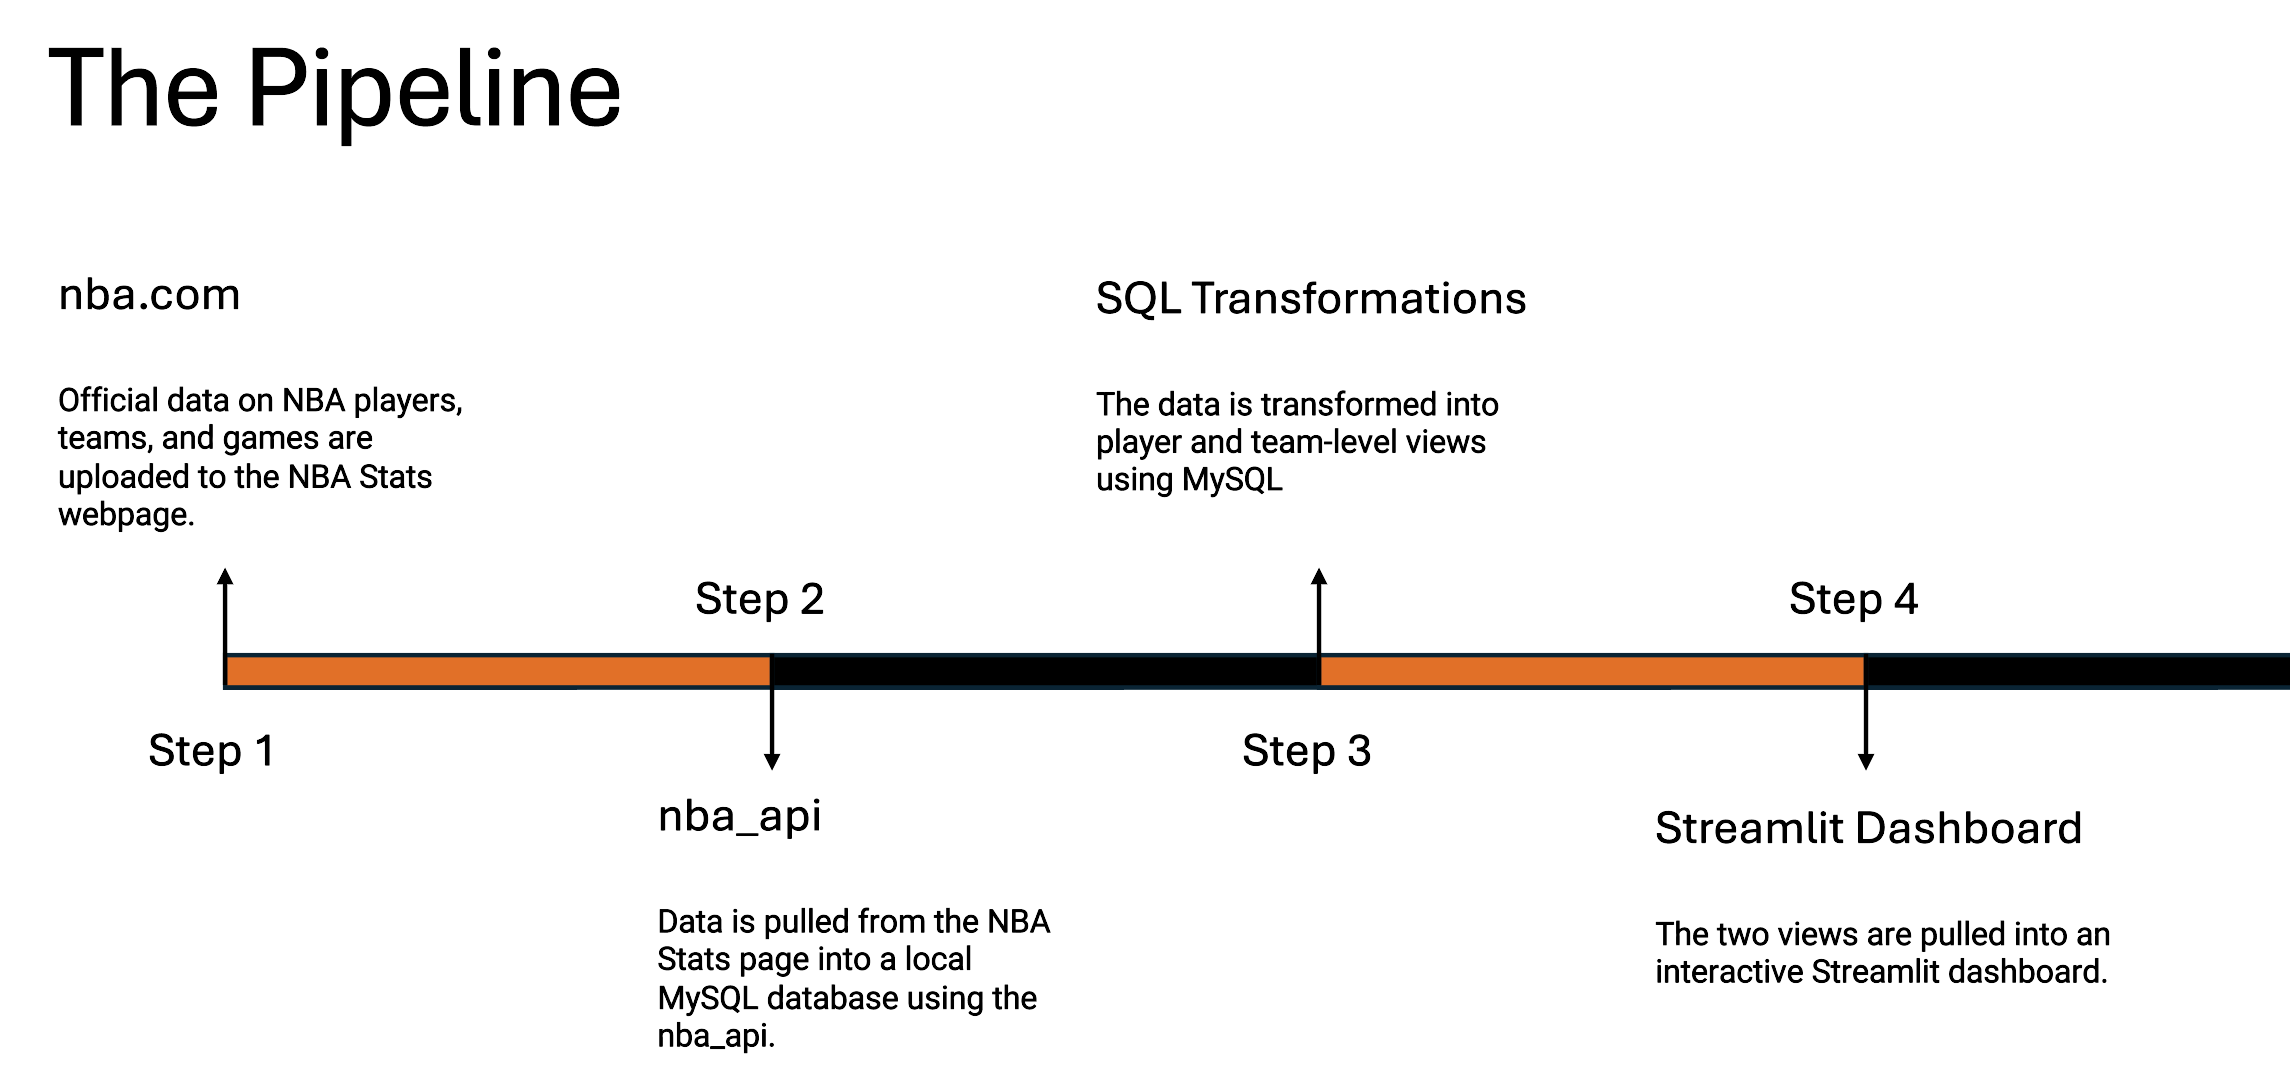 The Pipeline
nba.com
Official data on NBA players,
teams, and games are
uploaded to the NBA Stats
webpage.
Step 1
Step 2
nba_api
Data is pulled from the NBA
Stats page into a local
MySQL database using the
nba_api.
SQL Transformations
The data is transformed into
player and team-level views
using MySQL
Step 3
Step 4
Streamlit Dashboard
The two views are pulled into an
interactive Streamlit dashboard.